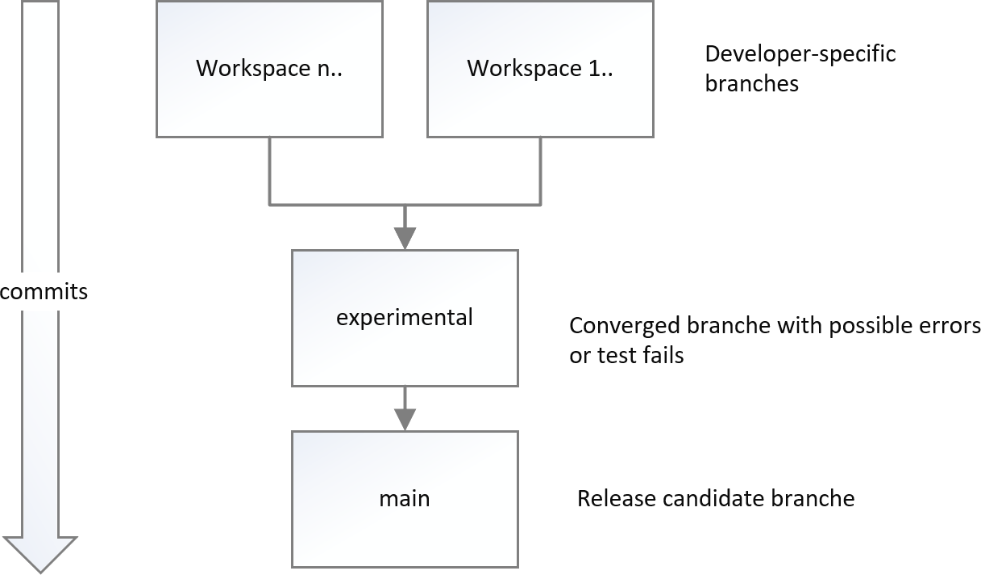 Workspace n..
Workspace 1..
Developer-specific
branches
commits
experimental
Converged branche with possible errors
or test fails
main
Release candidate branche